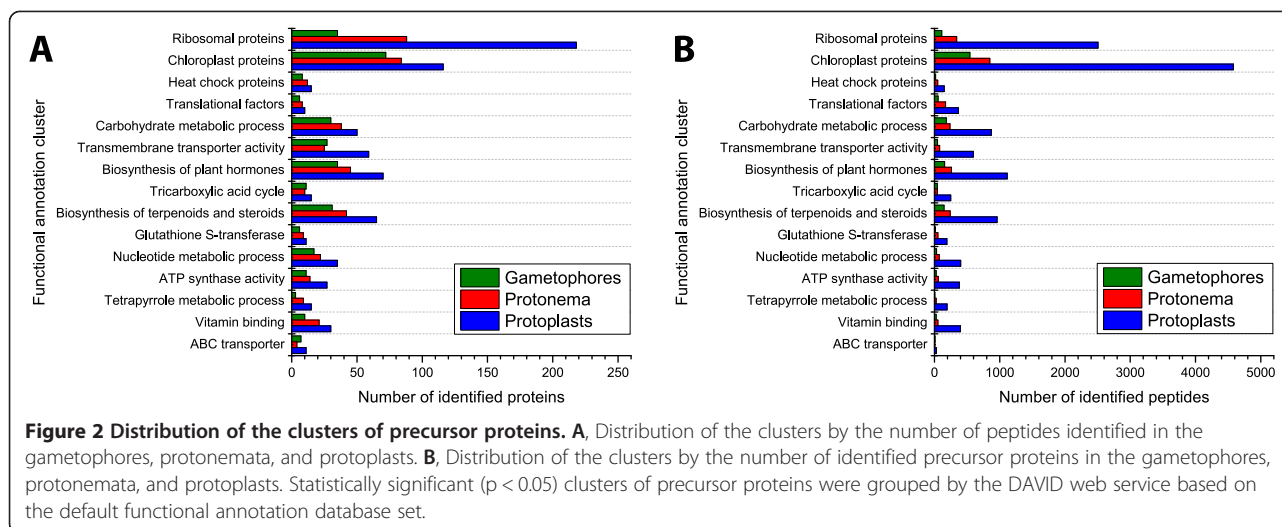 A
Functional annotation cluster
Ribosomal proteins
Chloroplast proteins
Heat chock proteins
Translational factors
Carbohydrate metabolic process
Transmembrane transporter activity
Biosynthesis of plant hormones
Tricarboxylic acid cycle
Biosynthesis of terpenoids and steroids
Glutathione S-transferase
Nucleotide metabolic process
ATP synthase activity
Tetrapyrrole metabolic process
Vitamin binding
ABC transporter
Gametophores
Protonema
Protoplasts
0 50 100 150 200 250
Number of identified proteins
B
Functional annotation cluster
Ribosomal proteins
Chloroplast proteins
Heat chock proteins
Translational factors
Carbohydrate metabolic process
Transmembrane transporter activity
Biosynthesis of plant hormones
Tricarboxylic acid cycle
Biosynthesis of terpenoids and steroids
Glutathione S-transferase
Nucleotide metabolic process
ATP synthase activity
Tetrapyrrole metabolic process
Vitamin binding
ABC transporter
Gametophores
Protonema
Protoplasts
0 1000 2000 3000 4000 5000
Number of identified peptides
Figure 2 Distribution of the clusters of precursor proteins. A, Distribution of the clusters by the number of peptides identified in the
gametophores, protonemata, and protoplasts. B, Distribution of the clusters by the number of identified precursor proteins in the gametophores,
protonemata, and protoplasts. Statistically significant (p < 0.05) clusters of precursor proteins were grouped by the DAVID web service based on
the default functional annotation database set.